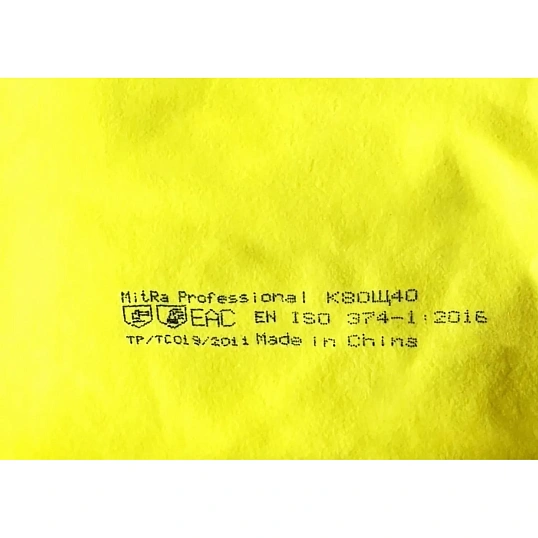 MitRa Professional К80Щ40
EAC EN ISO 374-1:2016
ТР/ТС019/2011 Made in China